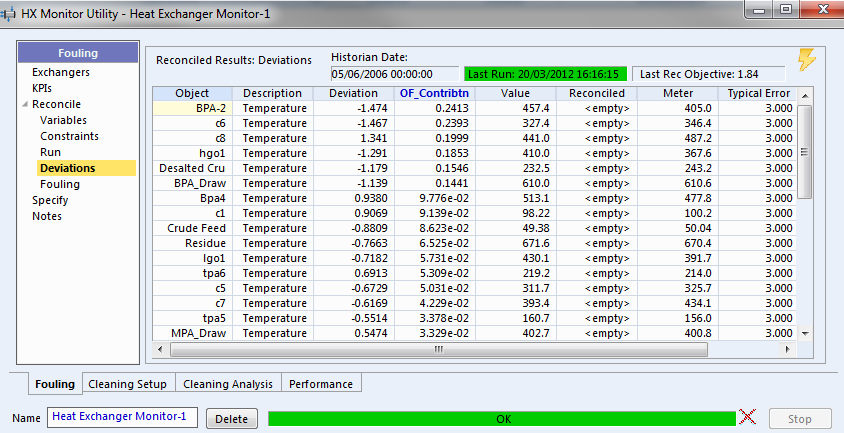 HX Monitor Utility - Heat Exchanger Monitor-1
Fouling
Exchangers
KPIs
Reconcile
Variables
Constraints
Run
Deviations
Fouling
Specify
Notes
Reconciled Results: Deviations
Historian Date:
05/06/2006 00:00:00
Last Run: 20/03/2012 16:16:15
Last Rec Objective: 1.84
Object Description Deviation OF_Contribtn Value Reconciled Meter Typical Error
BPA-2 Temperature -1.474 0.2413 457.4 <empty> 405.0 3.000
c6 Temperature -1.467 0.2393 327.4 <empty> 346.4 3.000
c8 Temperature 1.341 0.1999 441.0 <empty> 487.2 3.000
hgo1 Temperature -1.291 0.1853 410.0 <empty> 367.6 3.000
Desalted Cru Temperature -1.179 0.1546 232.5 <empty> 243.2 3.000
BPA_Draw Temperature -1.139 0.1441 610.0 <empty> 610.6 3.000
Bpa4 Temperature 0.9380 9.776e-02 513.1 <empty> 477.8 3.000
c1 Temperature 0.9069 9.139e-02 98.22 <empty> 100.2 3.000
Crude Feed Temperature -0.8809 8.623e-02 49.38 <empty> 50.04 3.000
Residue Temperature -0.7663 6.525e-02 671.6 <empty> 670.4 3.000
lgo1 Temperature -0.7182 5.731e-02 430.1 <empty> 391.7 3.000
tpa6 Temperature 0.6913 5.309e-02 219.2 <empty> 214.0 3.000
c5 Temperature -0.6729 5.031e-02 311.7 <empty> 325.7 3.000
c7 Temperature -0.6169 4.229e-02 393.4 <empty> 434.1 3.000
tpa5 Temperature -0.5514 3.378e-02 160.7 <empty> 156.0 3.000
MPA_Draw Temperature 0.5474 3.329e-02 402.7 <empty> 400.8 3.000
Fouling Cleaning Setup Cleaning Analysis Performance
Name Heat Exchanger Monitor-1 Delete OK Stop